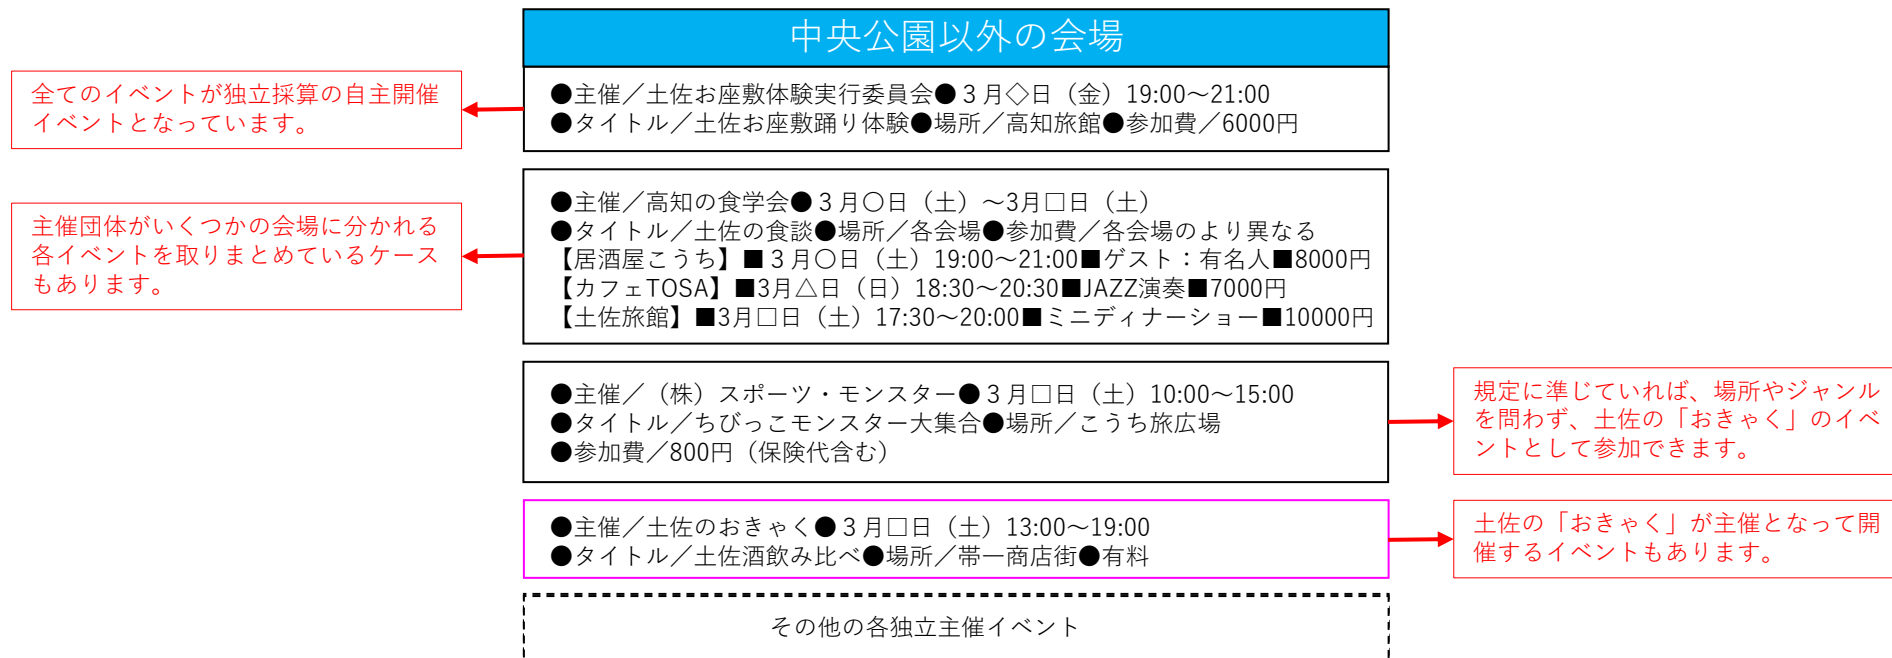 中央公園以外の会場
全てのイベントが独立採算の自主開催
イベントとなっています。
●主催／土佐お座敷体験実行委員会●３月◇日（金）19:00～21:00
●タイトル／土佐お座敷踊り体験●場所／高知旅館●参加費／6000円
主催団体がいくつかの会場に分かれる
各イベントを取りまとめているケース
もあります。
●主催／高知の食学会●３月〇日（土）～3月□日（土）
●タイトル／土佐の食談●場所／各会場●参加費／各会場のより異なる
【居酒屋こうち】■３月〇日（土）19:00～21:00■ゲスト：有名人■8000円
【カフェTOSA】■3月△日（日）18:30～20:30■JAZZ演奏■7000円
【土佐旅館】■3月□日（土）17:30～20:00■ミニディナーショー■10000円
●主催／（株）スポーツ・モンスター●３月□日（土）10:00～15:00
●タイトル／ちびっこモンスター大集合●場所／こうち旅広場
●参加費／800円（保険代含む）
規定に準じていれば、場所やジャンル
を問わず、土佐の「おきゃく」のイベ
ントとして参加できます。
●主催／土佐のおきゃく●３月□日（土）13:00～19:00
●タイトル／土佐酒飲み比べ●場所／帯一商店街●有料
土佐の「おきゃく」が主催となって開
催するイベントもあります。
その他の各独立主催イベント